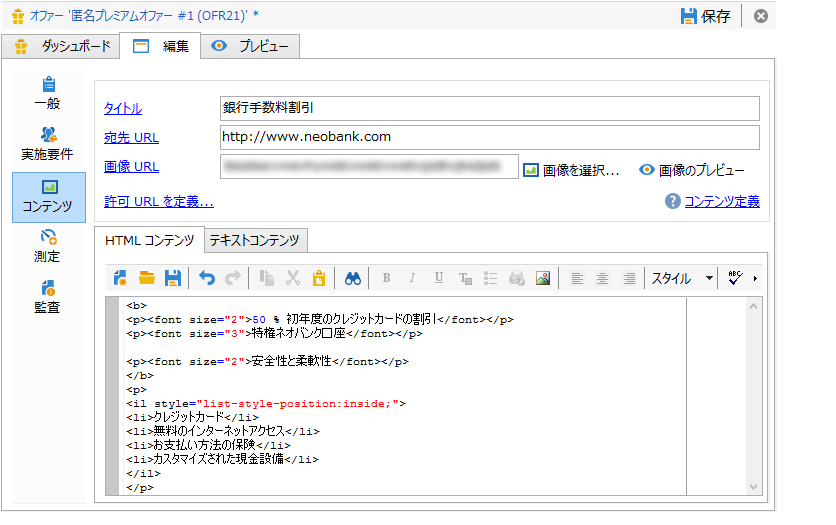 オファー '匿名プレミアムオファー #1 (OFR21)' *
保存
ダッシュボード 編集 プレビュー
一般
実施要件
コンテンツ
測定
監査
タイトル 銀行手数料割引
宛先 URL http://www.neobank.com
画像 URL 画像を選択... 画像のプレビュー
許可 URL を定義... ? コンテンツ定義
HTML コンテンツ テキストコンテンツ
B I U T スタイル ABC
<b>
<p><font size="2">50 % 初年度のクレジットカードの割引</font></p>
<p><font size="3">特権ネオバンク口座</font></p>
<p><font size="2">安全性と柔軟性</font></p>
</b>
<p>
<il style="list-style-position:inside;">
<li>クレジットカード</li>
<li>無料のインターネットアクセス</li>
<li>お支払い方法の保険</li>
<li>カスタマイズされた現金設備</li>
</il>
</p>